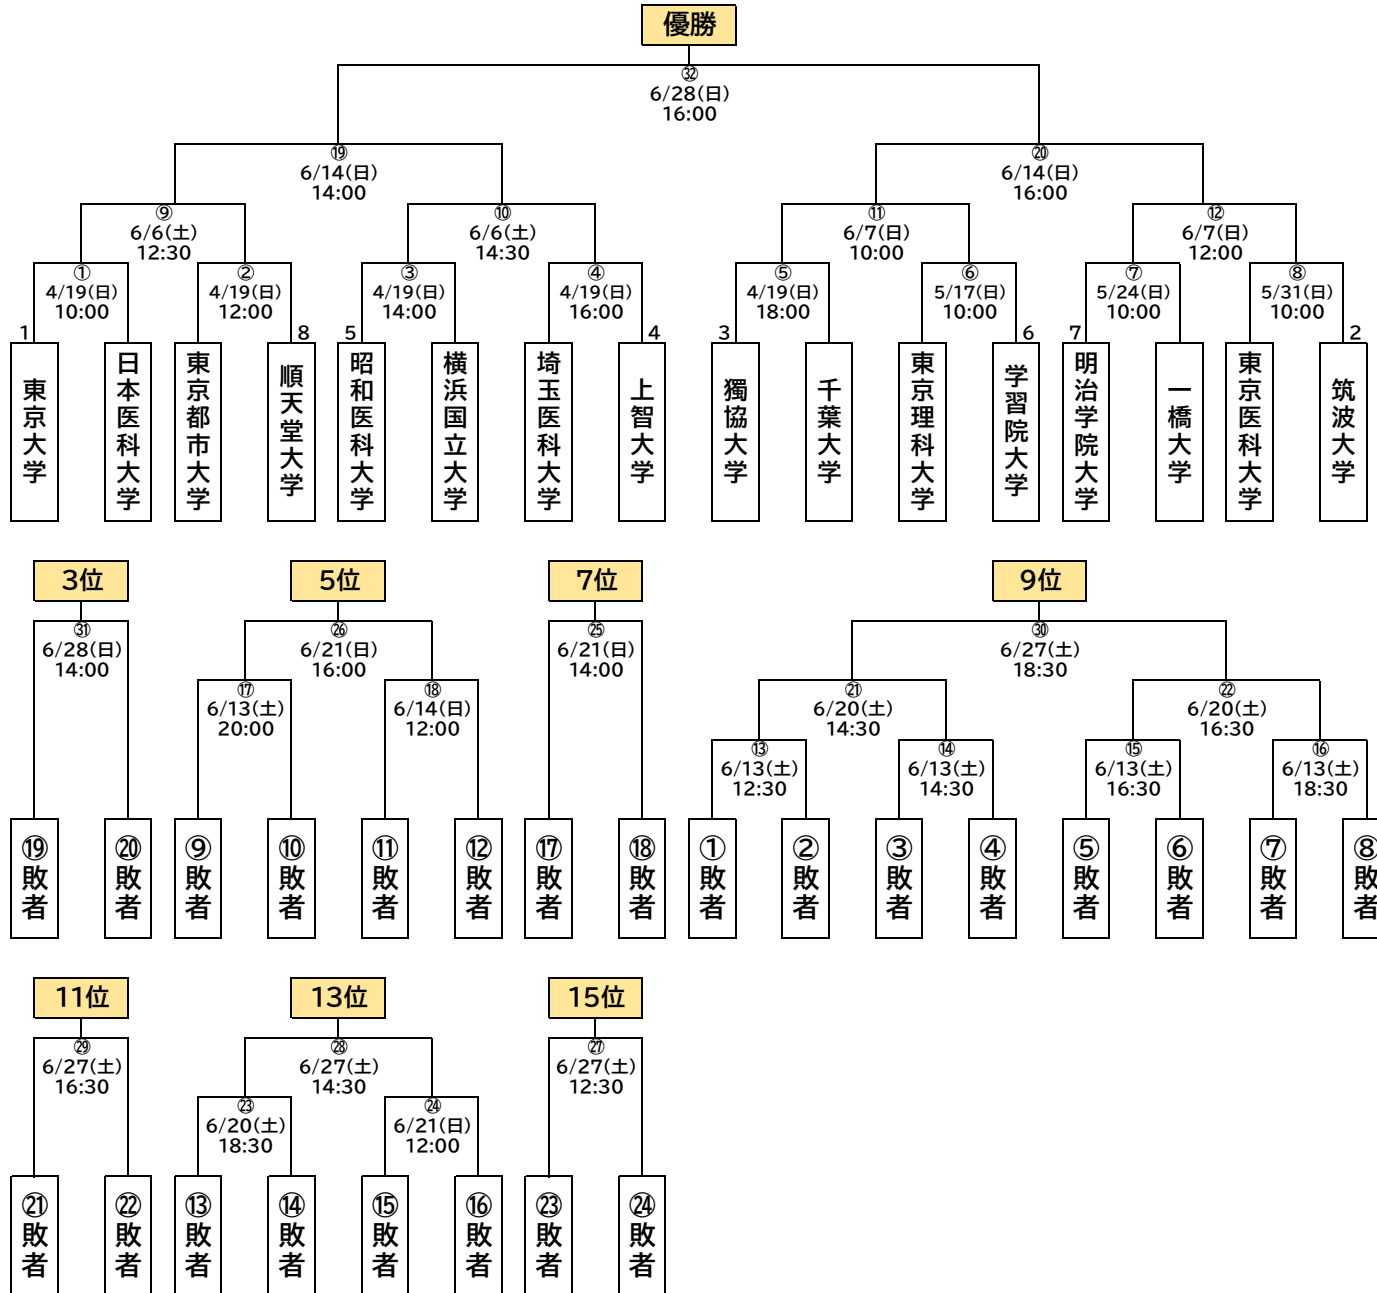 優勝
㉜
6/28(日)
16:00
⑲
6/14(日)
14:00
⑳
6/14(日)
16:00
⑨
6/6(土)
12:30
⑩
6/6(土)
14:30
⑪
6/7(日)
10:00
⑫
6/7(日)
12:00
①
4/19(日)
10:00
②
4/19(日)
12:00
③
4/19(日)
14:00
④
4/19(日)
16:00
⑤
4/19(日)
18:00
⑥
5/17(日)
10:00
⑦
5/24(日)
10:00
⑧
5/31(日)
10:00
1
8
5
4
3
6
7
2
東京大学
日本医科大学
東京都市大学
順天堂大学
昭和医科大学
横浜国立大学
埼玉医科大学
上智大学
獨協大学
千葉大学
東京理科大学
学習院大学
明治学院大学
一橋大学
東京医科大学
筑波大学
3位
㉛
6/28(日)
14:00
⑲敗者
⑳敗者
5位
㉖
6/21(日)
16:00
⑰
6/13(土)
20:00
⑱
6/14(日)
12:00
⑨敗者
⑩敗者
⑪敗者
⑫敗者
7位
㉕
6/21(日)
14:00
⑰敗者
⑱敗者
9位
㉚
6/27(土)
18:30
㉑
6/20(土)
14:30
㉒
6/20(土)
16:30
⑬
6/13(土)
12:30
⑭
6/13(土)
14:30
⑮
6/13(土)
16:30
⑯
6/13(土)
18:30
①敗者
②敗者
③敗者
④敗者
⑤敗者
⑥敗者
⑦敗者
⑧敗者
11位
㉙
6/27(土)
16:30
㉑敗者
㉒敗者
13位
㉘
6/27(土)
14:30
㉓
6/20(土)
18:30
㉔
6/21(日)
12:00
⑬敗者
⑭敗者
⑮敗者
⑯敗者
15位
㉗
6/27(土)
12:30
㉓敗者
㉔敗者